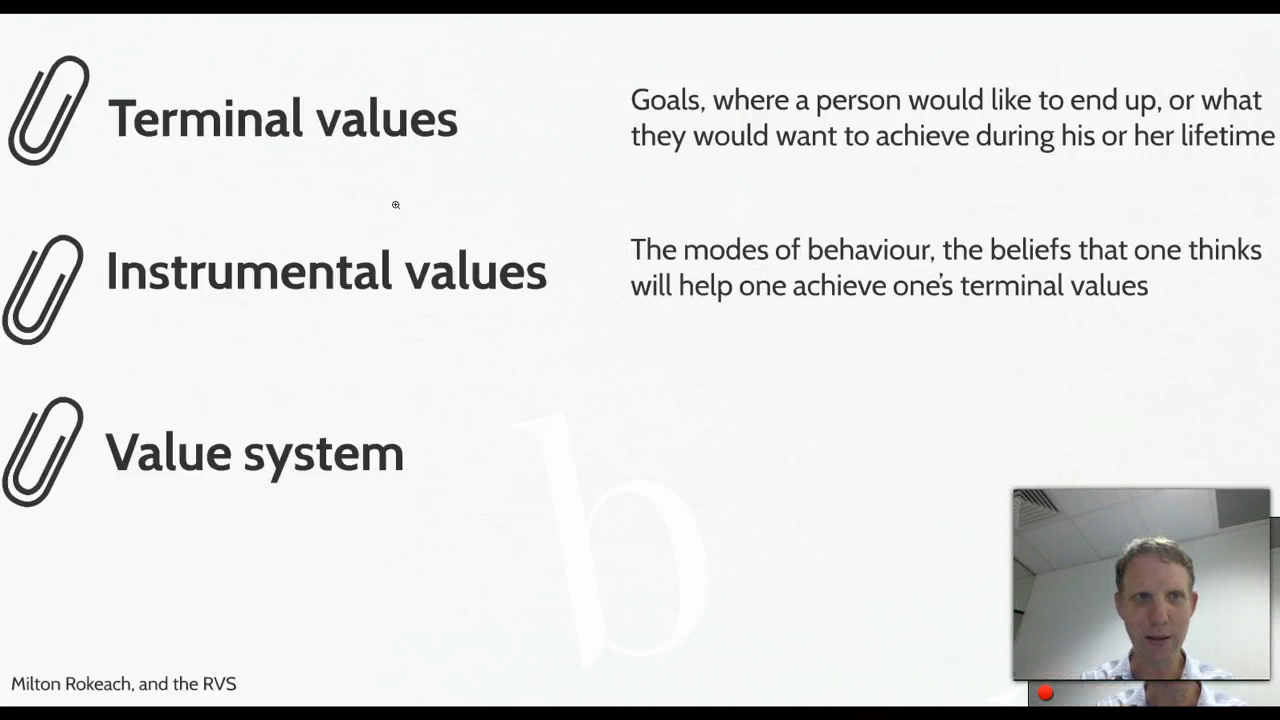 Terminal values
Goals, where a person would like to end up, or what
they would want to achieve during his or her lifetime
Instrumental values
The modes of behaviour, the beliefs that one thinks
will help one achieve one's terminal values
Value system
b
Milton Rokeach, and the RVS